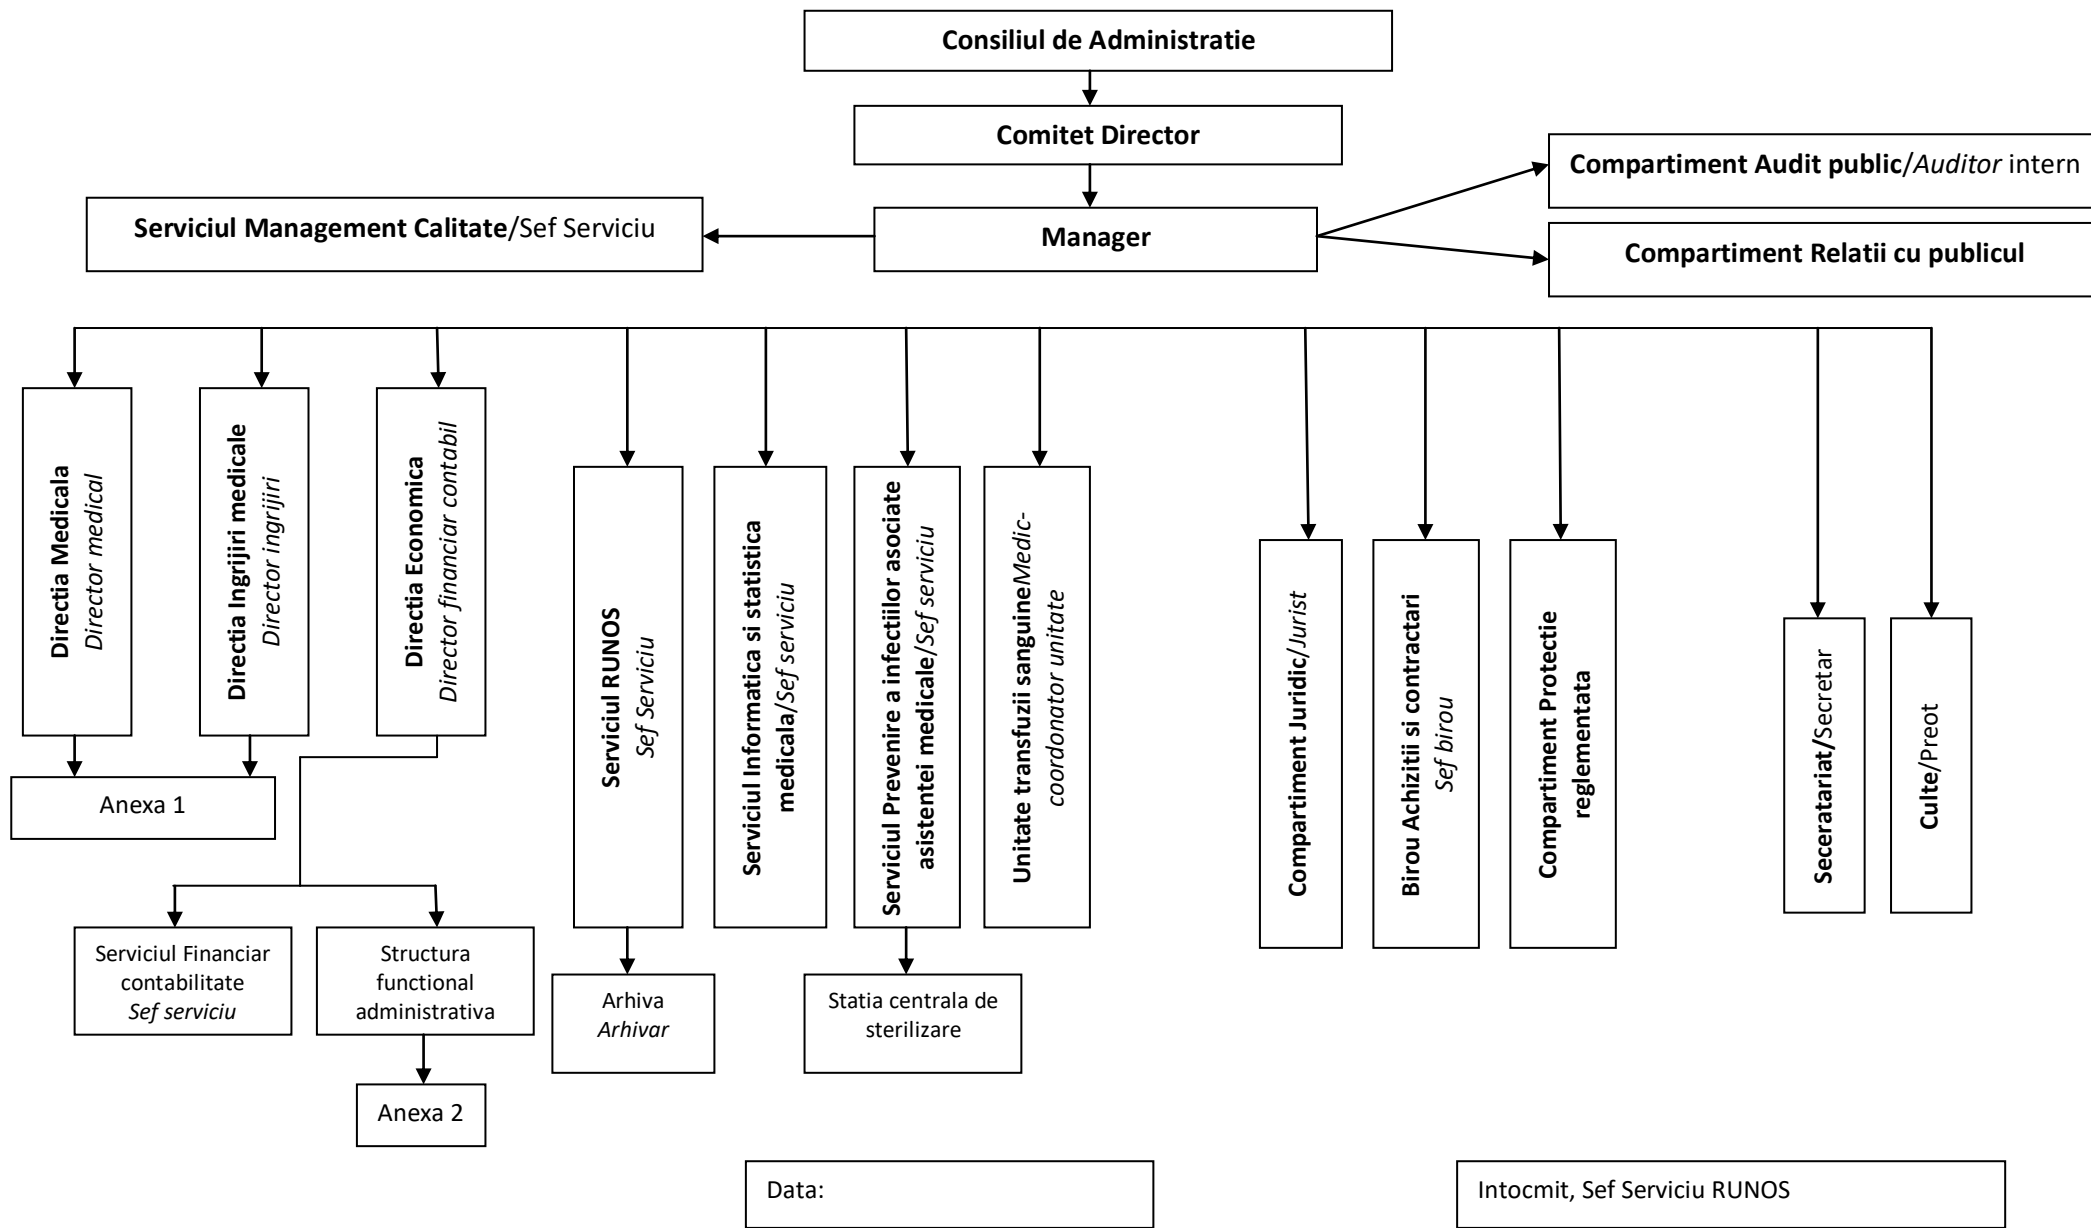 Consiliul de Administratie
Comitet Director
Compartiment Audit public/Auditor intern
Serviciul Management Calitate/Sef Serviciu
Manager
Compartiment Relatii cu publicul
Directia Medicala
Director medical
Directia Ingrijiri medicale
Director ingrijiri
Directia Economica
Director financiar contabil
Serviciul RUNOS
Sef Serviciu
Serviciul Informatica si statistica
medicala/Sef serviciu
Serviciul Prevenire a infectiilor asociate
asistentei medicale/Sef serviciu
Unitate transfuzii sanguineMedic-
coordonator unitate
Compartiment Juridic/Jurist
Birou Achizitii si contractari
Sef birou
Compartiment Protectie
reglementata
Seceratariat/Secretar
Culte/Preot
Anexa 1
Serviciul Financiar
contabilitate
Sef serviciu
Structura
functional
administrativa
Arhiva
Arhivar
Statia centrala de
sterilizare
Anexa 2
Data:
Intocmit, Sef Serviciu RUNOS